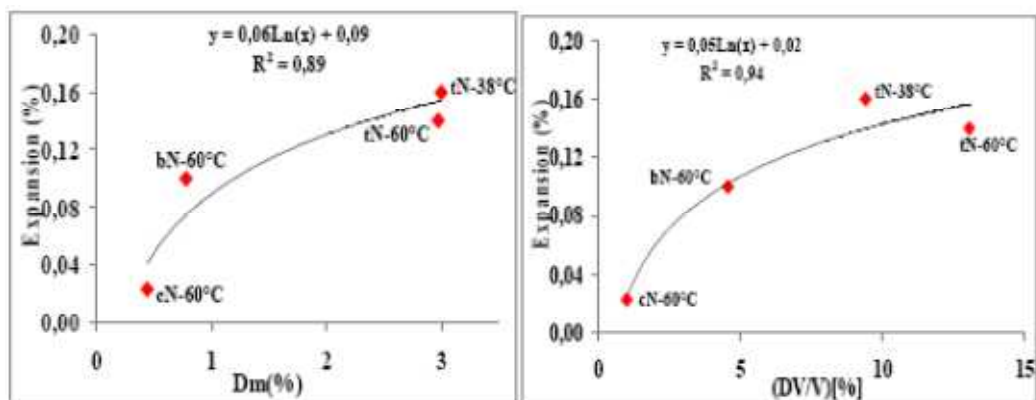 0,20
y = 0,06Ln(x) + 0,09
R² = 0,89
0,16
tN-38°C
tN-60°C
0,12
bN-60°C
0,08
0,04
cN-60°C
0,00
0 1 2 3
Dm(%)
Expansion (%)
0,20
y = 0,05Ln(x) + 0,02
R² = 0,94
0,16
tN-38°C
tN-60°C
0,12
bN-60°C
0,08
0,04
cN-60°C
0,00
0 5 10 15
(DV/V)[%]
Expansion (%)